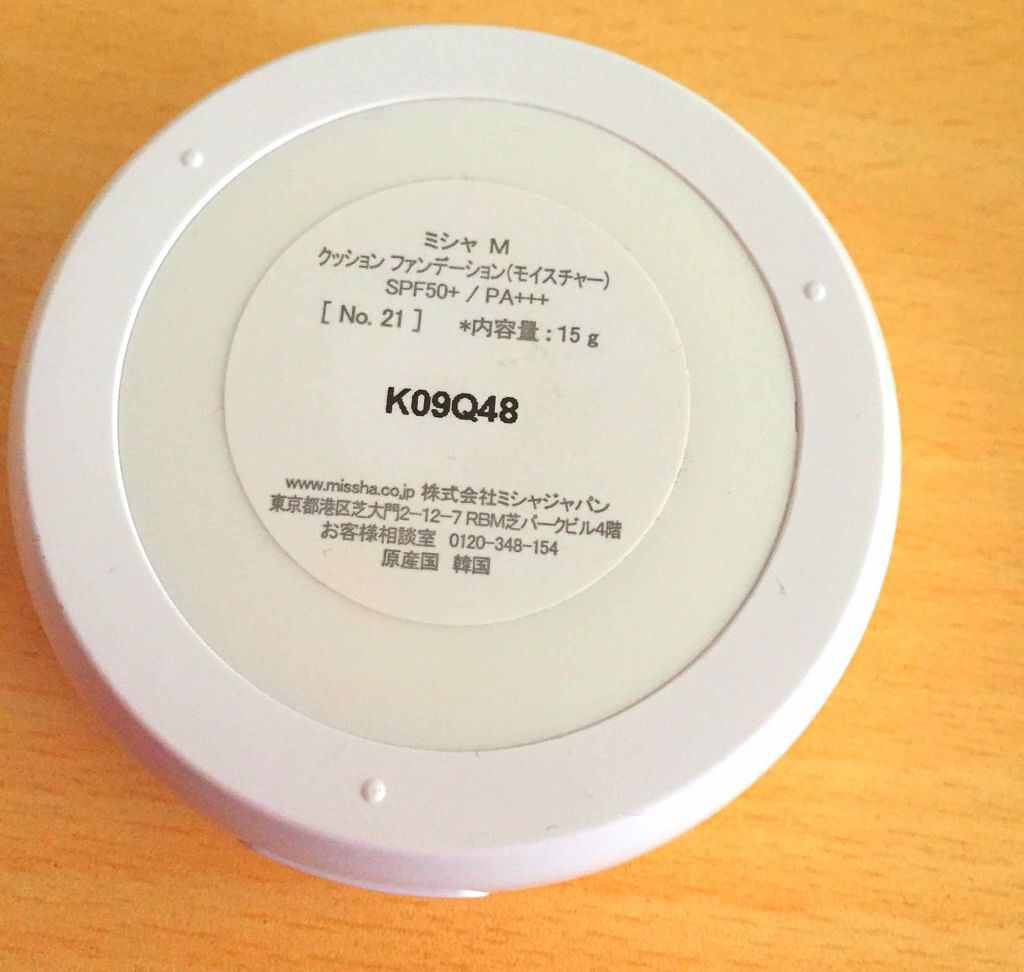 ミシャ M
クッション ファンデーション(モイスチャー)
SPF50+ / PA+++
[ No. 21 ] *内容量 : 15 g
K09Q48
www.missha.co.jp 株式会社ミシャジャパン
東京都港区芝大門2-12-7 RBM芝パークビル4階
お客様相談室 0120-348-154
原産国 韓国